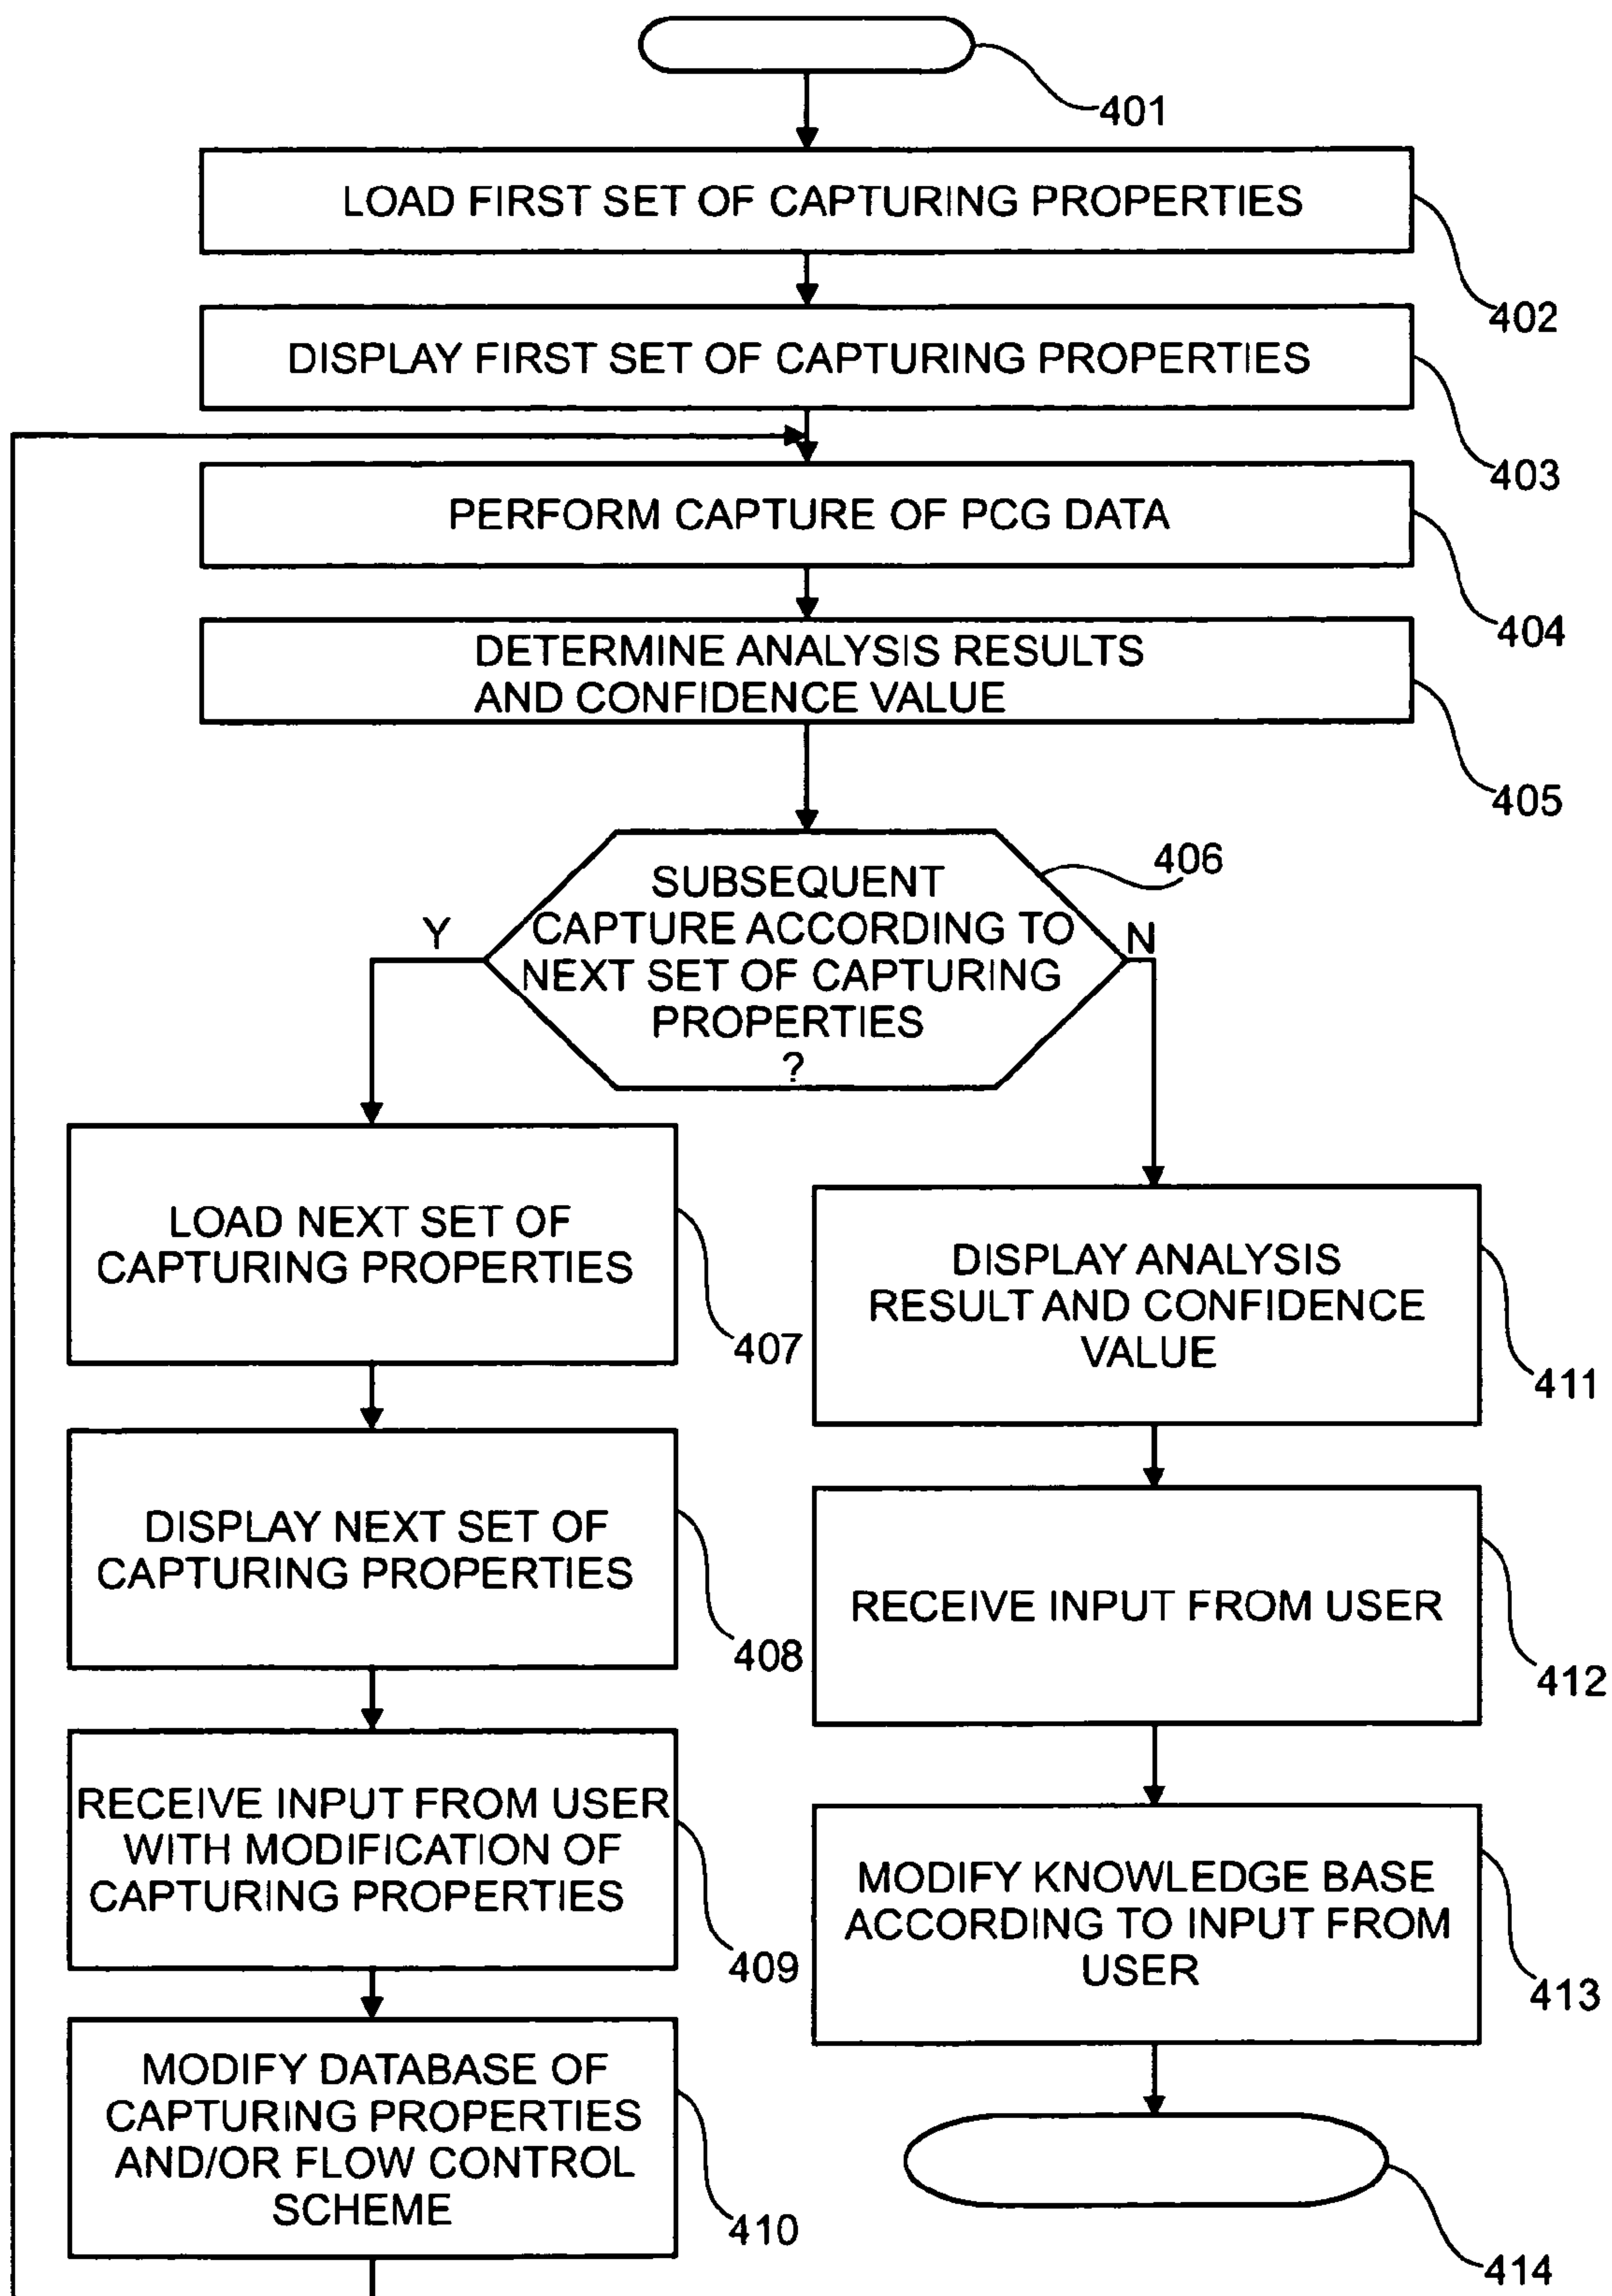 401
LOAD FIRST SET OF CAPTURING PROPERTIES
402
DISPLAY FIRST SET OF CAPTURING PROPERTIES
403
PERFORM CAPTURE OF PCG DATA
404
DETERMINE ANALYSIS RESULTS
AND CONFIDENCE VALUE
405
406
SUBSEQUENT
CAPTURE ACCORDING TO
NEXT SET OF CAPTURING
PROPERTIES
?
Y
N
LOAD NEXT SET OF
CAPTURING PROPERTIES
407
DISPLAY NEXT SET OF
CAPTURING PROPERTIES
408
RECEIVE INPUT FROM USER
WITH MODIFICATION OF
CAPTURING PROPERTIES
409
MODIFY DATABASE OF
CAPTURING PROPERTIES
AND/OR FLOW CONTROL
SCHEME
410
DISPLAY ANALYSIS
RESULT AND CONFIDENCE
VALUE
411
RECEIVE INPUT FROM USER
412
MODIFY KNOWLEDGE BASE
ACCORDING TO INPUT FROM
USER
413
414